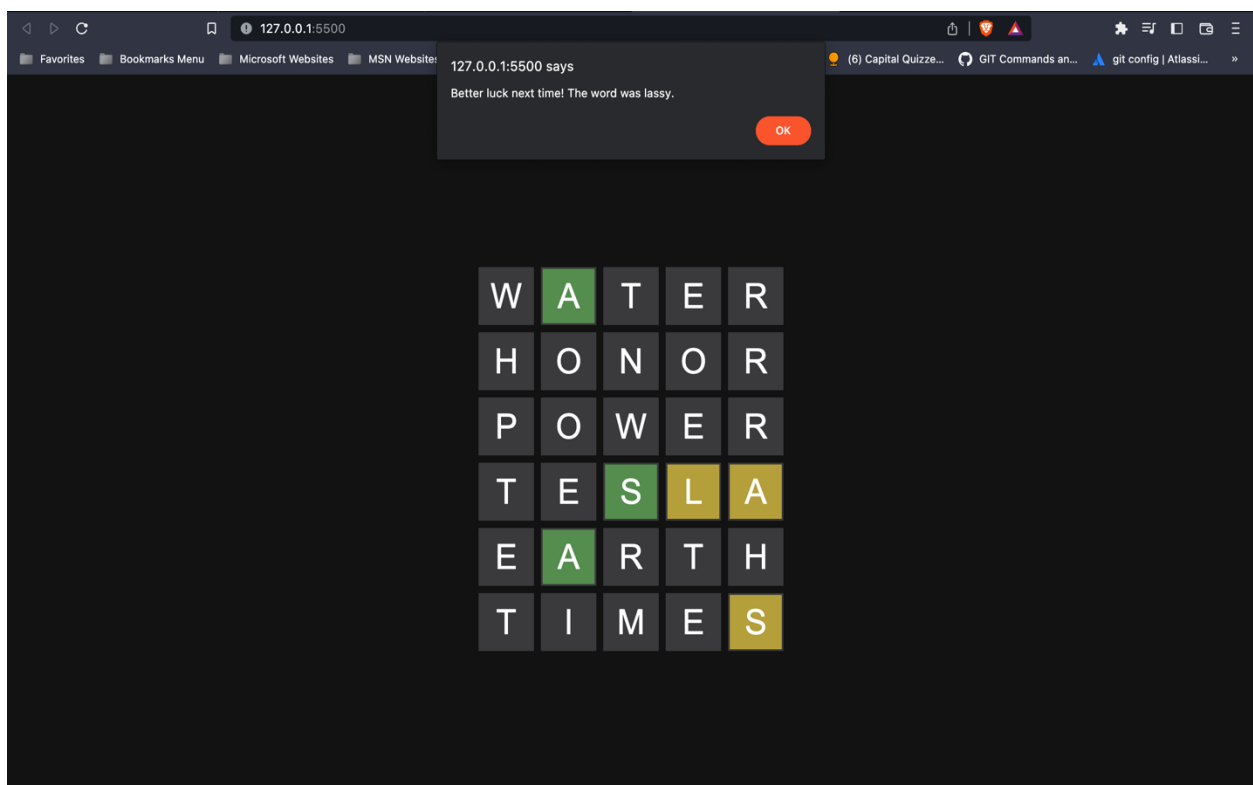 127.0.0.1:5500
Favorites Bookmarks Menu Microsoft Websites MSN Websites (6) Capital Quizze... GIT Commands an... git config | Atlassi... »
127.0.0.1:5500 says
Better luck next time! The word was lassy.
OK
W A T E R
H O N O R
P O W E R
T E S L A
E A R T H
T I M E S